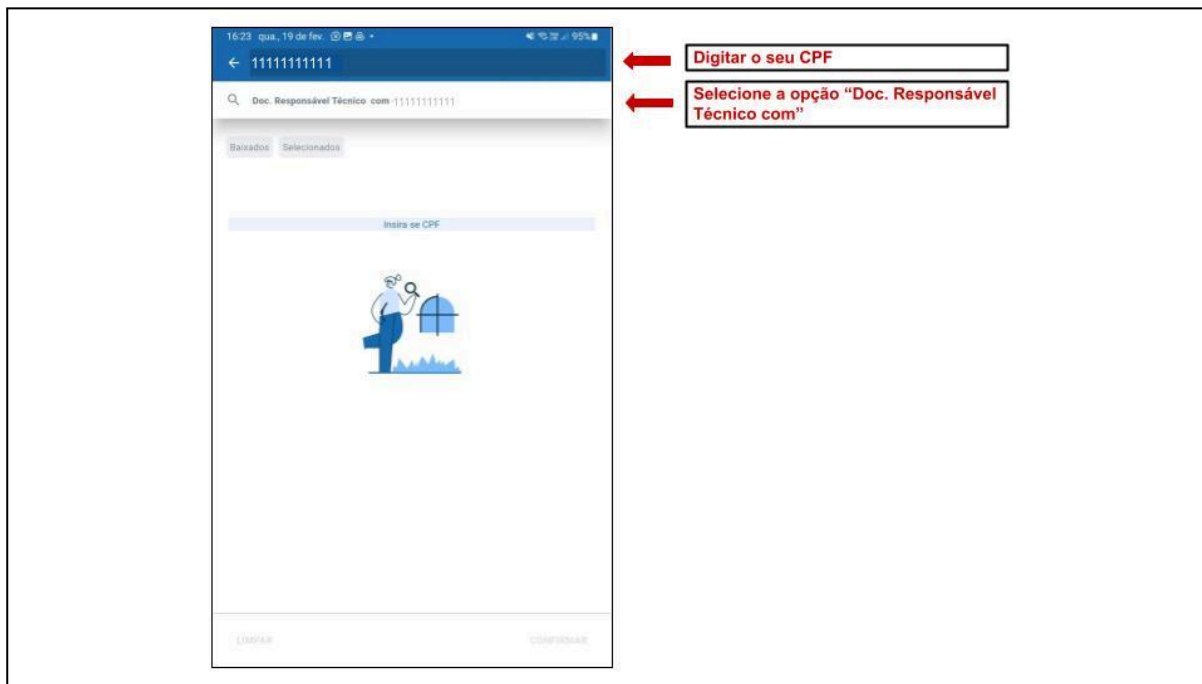 16:23 qua., 19 de fev. 95%
11111111111
Doc. Responsável Técnico com 11111111111
Baixados Selecionados
Insira se CPF
LIMPAR CONFIRMAR
Digitar o seu CPF
Selecione a opção “Doc. Responsável
Técnico com”